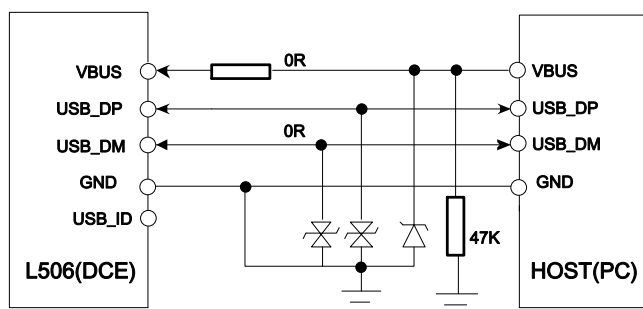 0R
VBUS
VBUS
USB_DP
USB_DP
0R
USB_DM
USB_DM
GND
GND
USB_ID
47K
L506(DCE)
HOST(PC)